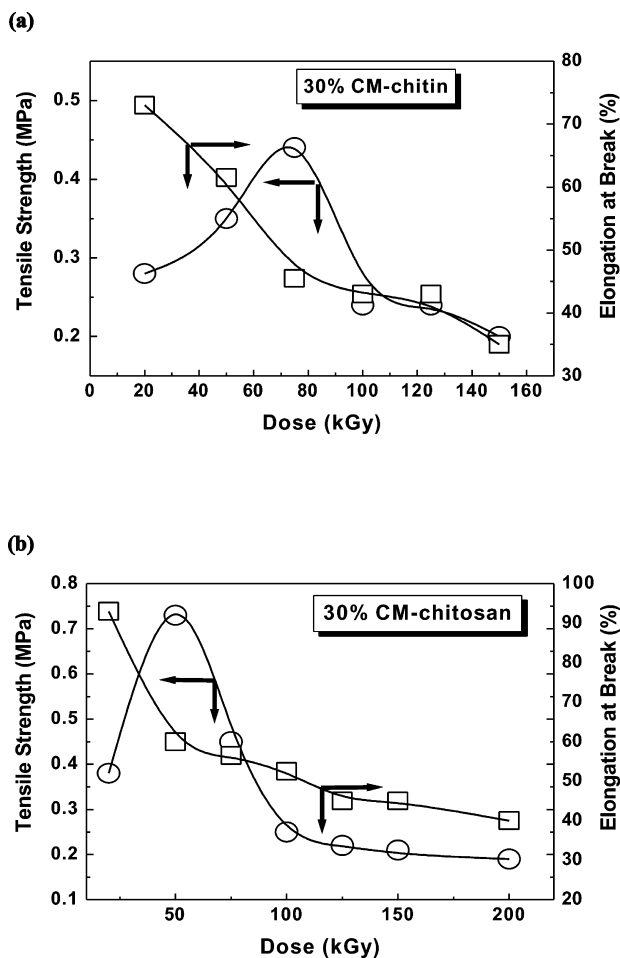 (a)
30% CM-chitin
Tensile Strength (MPa)
0.5
0.4
0.3
0.2
Elongation at Break (%)
80
70
60
50
40
30
0 20 40 60 80 100 120 140 160
Dose (kGy)
(b)
30% CM-chitosan
Tensile Strength (MPa)
0.8
0.7
0.6
0.5
0.4
0.3
0.2
0.1
Elongation at Break (%)
100
90
80
70
60
50
40
30
20
50 100 150 200
Dose (kGy)